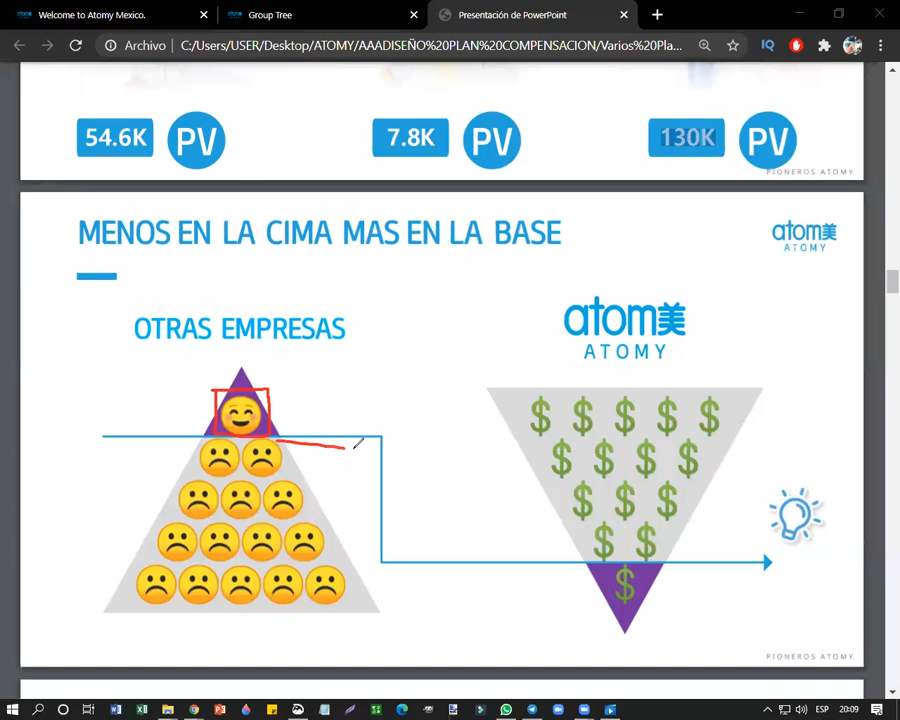 Welcome to Atomy Mexico.
Group Tree
Presentación de PowerPoint
Archivo
C:/Users/USER/Desktop/ATOMY/AAADISEÑO%20PLAN%20COMPENSACION/Varios%20Pla...
54.6K PV
7.8K PV
130K PV
PIONEROS ATOMY.
MENOS EN LA CIMA MAS EN LA BASE
atom美
ATOMY
OTRAS EMPRESAS
atom美
ATOMY
$ $ $ $ $
$ $ $ $
$ $ $
$ $
$
PIONEROS ATOMY.
ESP 20:09